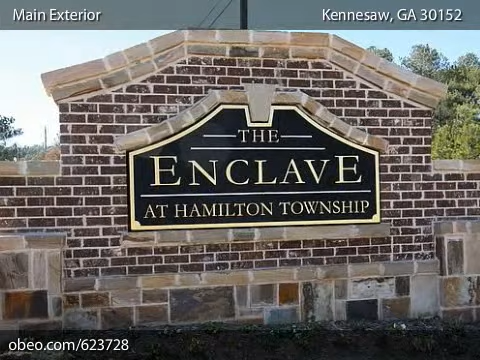 Main Exterior
Kennesaw, GA 30152
THE
ENCLAVE
AT HAMILTON TOWNSHIP
obeo.com/623728